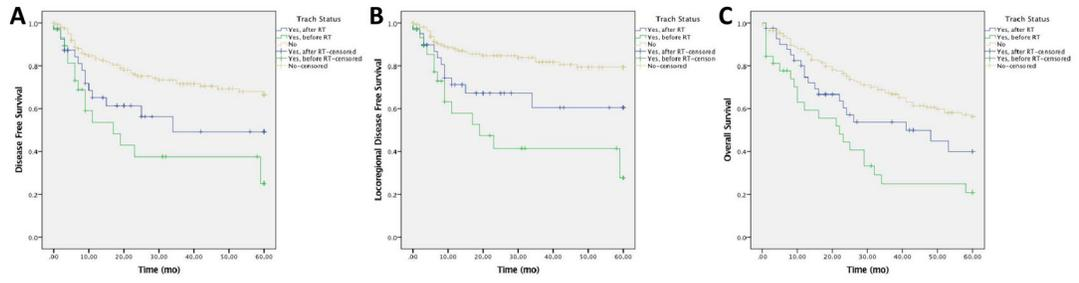 A
Trach Status
Yes, after RT
Yes, before RT
No
Yes, after RT-censored
Yes, before RT-censon
No-censored
Disease Free Survival
1.0
0.8
0.6
0.4
0.2
0.0
.00 10.00 20.00 30.00 40.00 50.00 60.00
Time (mo)
B
Trach Status
Yes, after RT
Yes, before RT
No
Yes, after RT-censored
Yes, before RT-censored
No-censored
Locoregional Disease Free Survival
1.0
0.8
0.6
0.4
0.2
0.0
.00 10.00 20.00 30.00 40.00 50.00 60.00
Time (mo)
C
Trach Status
Yes, after RT
Yes, before RT
No
Yes, after RT-censored
Yes, before RT-censored
No-censored
Overall Survival
1.0
0.8
0.6
0.4
0.2
0.0
.00 10.00 20.00 30.00 40.00 50.00 60.00
Time (mo)